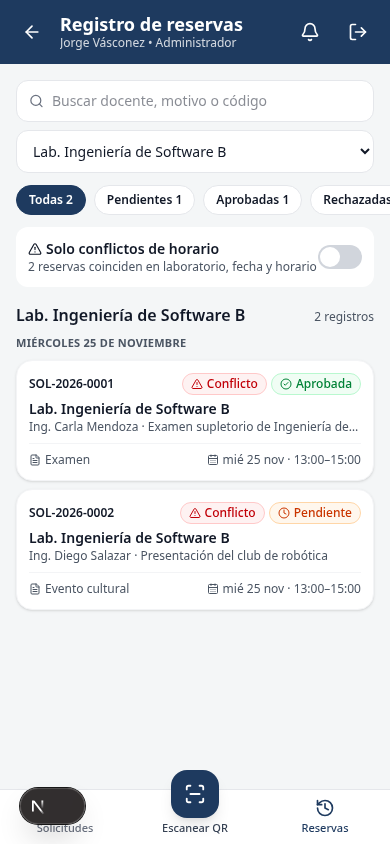 Registro de reservas
Jorge Vásconez • Administrador
Buscar docente, motivo o código
Lab. Ingeniería de Software B
Todas 2
Pendientes 1
Aprobadas 1
Rechazadas
Solo conflictos de horario
2 reservas coinciden en laboratorio, fecha y horario
Lab. Ingeniería de Software B
2 registros
MIÉRCOLES 25 DE NOVIEMBRE
SOL-2026-0001
Conflicto
Aprobada
Lab. Ingeniería de Software B
Ing. Carla Mendoza · Examen supletorio de Ingeniería de...
Examen
mié 25 nov · 13:00–15:00
SOL-2026-0002
Conflicto
Pendiente
Lab. Ingeniería de Software B
Ing. Diego Salazar · Presentación del club de robótica
Evento cultural
mié 25 nov · 13:00–15:00
N
Solicitudes
Escanear QR
Reservas